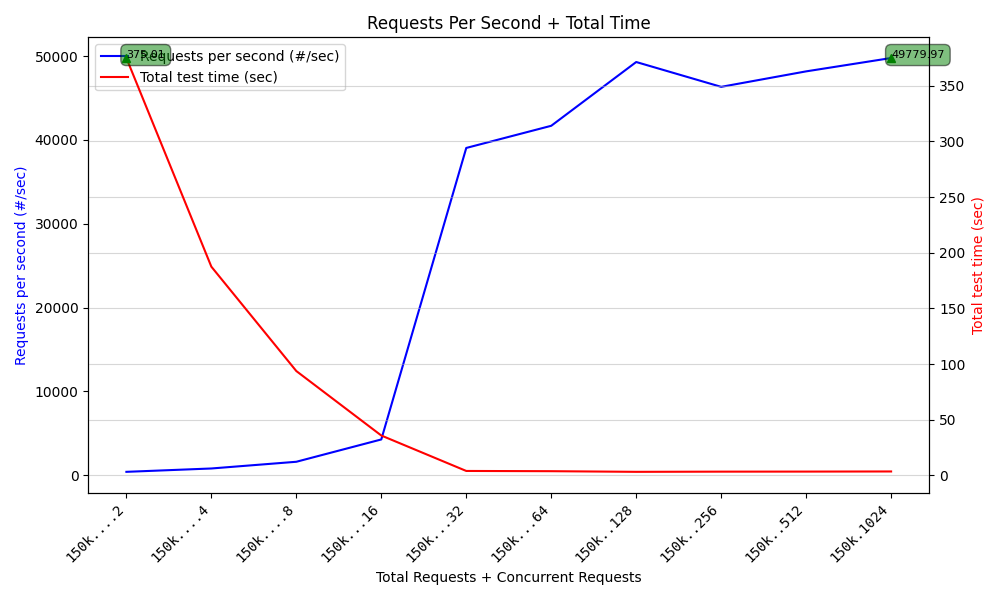 Requests Per Second + Total Time
375.01
Requests per second (#/sec)
Total test time (sec)
49779.97
50000
40000
30000
20000
10000
0
Requests per second (#/sec)
350
300
250
200
150
100
50
0
Total test time (sec)
150k....2
150k....4
150k....8
150k...16
150k...32
150k...64
150k..128
150k..256
150k..512
150k.1024
Total Requests + Concurrent Requests